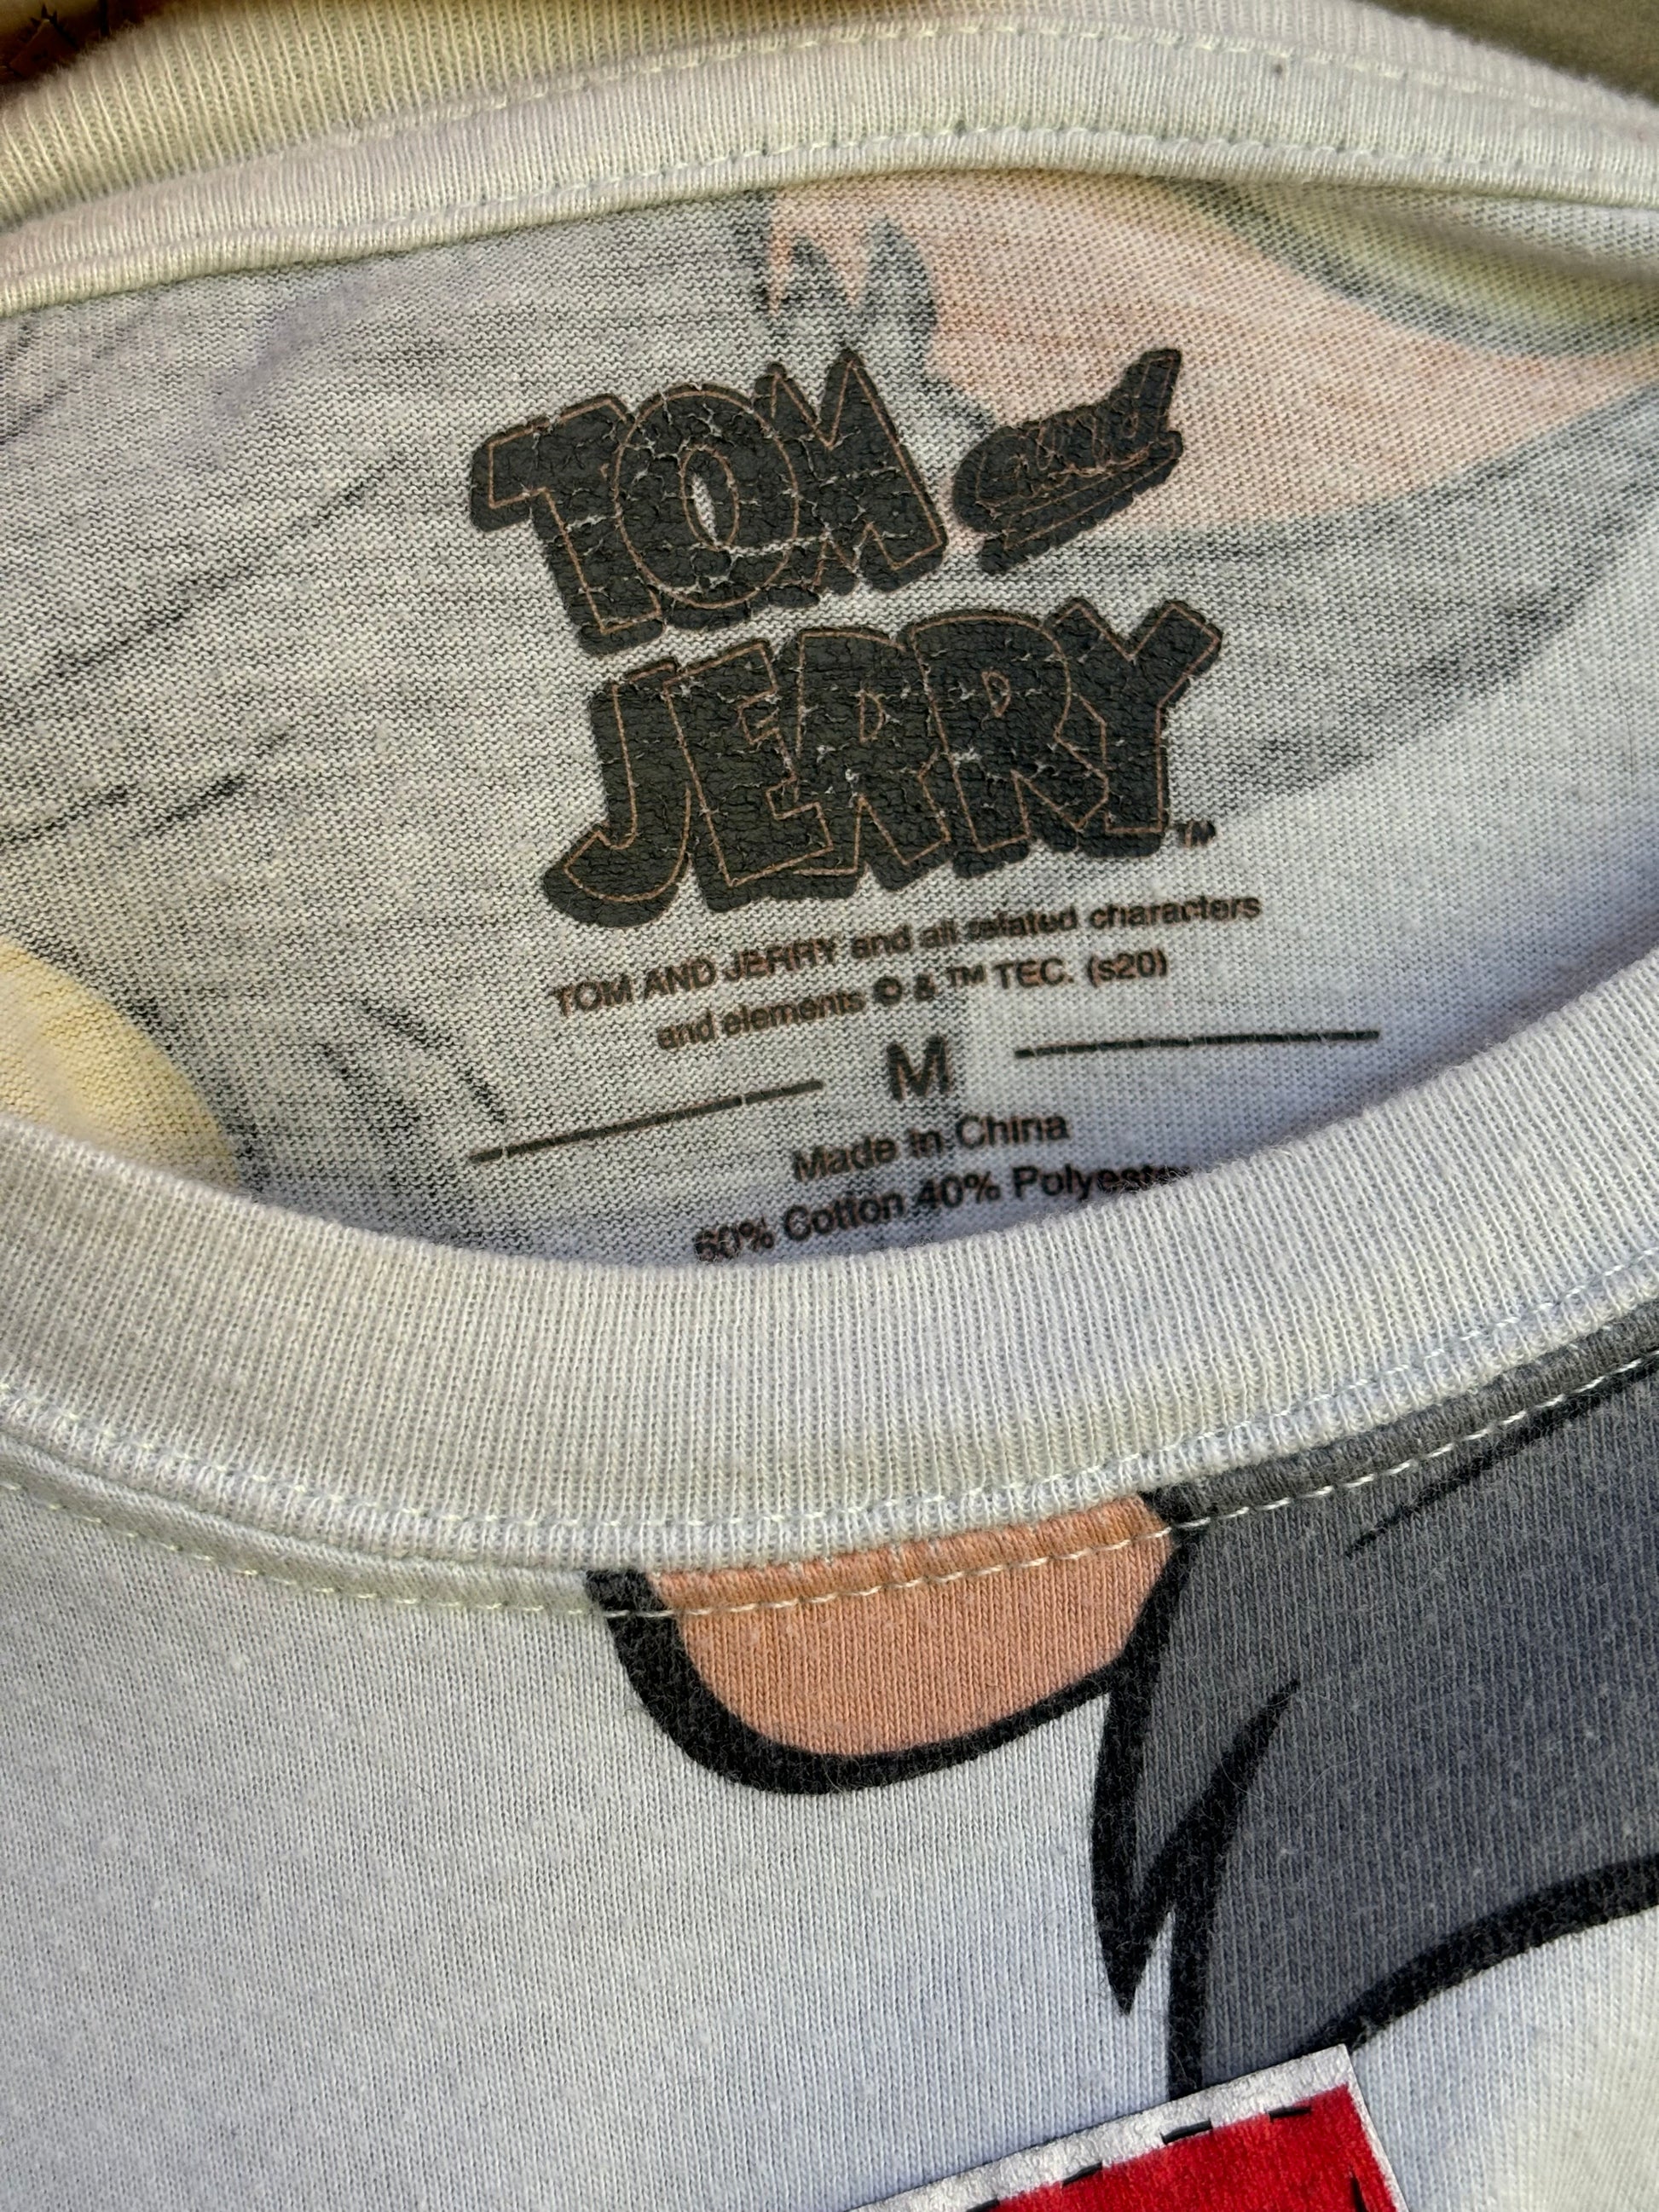 TOM and
JERRY™
TOM AND JERRY and all related characters
and elements © & ™ TEC. (s20)
M
Made in China
60% Cotton 40% Polyester